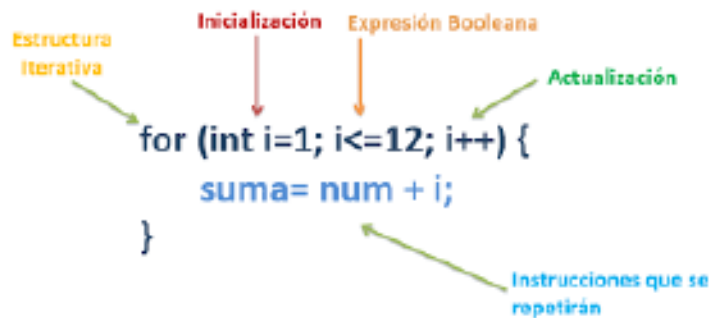 Inicialización
Expresión Booleana
Estructura
Iterativa
Actualización
for (int i=1; i<=12; i++) {
suma= num + i;
}
Instrucciones que se
repetirán